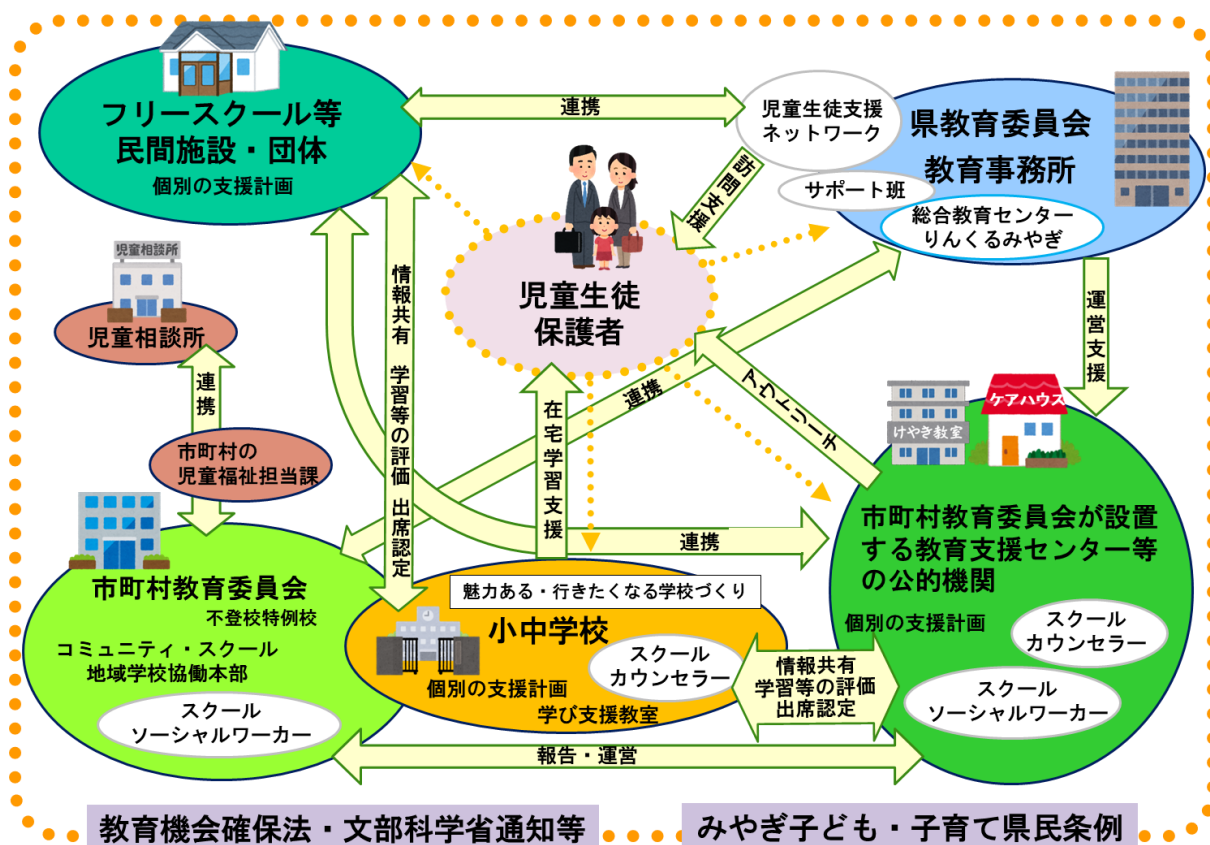 フリースクール等
民間施設・団体
個別の支援計画
連携
児童生徒支援
ネットワーク
サポート班
県教育委員会
教育事務所
総合教育センター
りんくるみやぎ
訪問支援
児童生徒
保護者
児童相談所
児童相談所
連携
市町村の
児童福祉担当課
情報共有 学習等の評価 出席認定
在宅学習支援
連携
アウトリーチ
運営支援
けやき教室
ケアハウス
連携
市町村教育委員会
不登校特例校
コミュニティ・スクール
地域学校協働本部
スクール
ソーシャルワーカー
魅力ある・行きたくなる学校づくり
小中学校
スクール
カウンセラー
個別の支援計画
学び支援教室
情報共有
学習等の評価
出席認定
市町村教育委員会が設置
する教育支援センター等
の公的機関
個別の支援計画
スクール
カウンセラー
スクール
ソーシャルワーカー
報告・運営
教育機会確保法・文部科学省通知等
みやぎ子ども・子育て県民条例